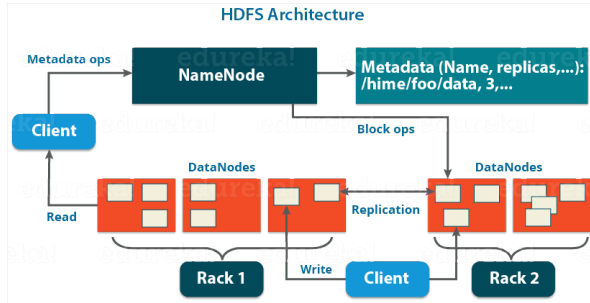 HDFS Architecture
Metadata ops
NameNode
Metadata (Name, replicas,...):
/hime/foo/data, 3,...
Client
Block ops
DataNodes
DataNodes
Read
Replication
Rack 1
Write
Client
Rack 2
edureka!